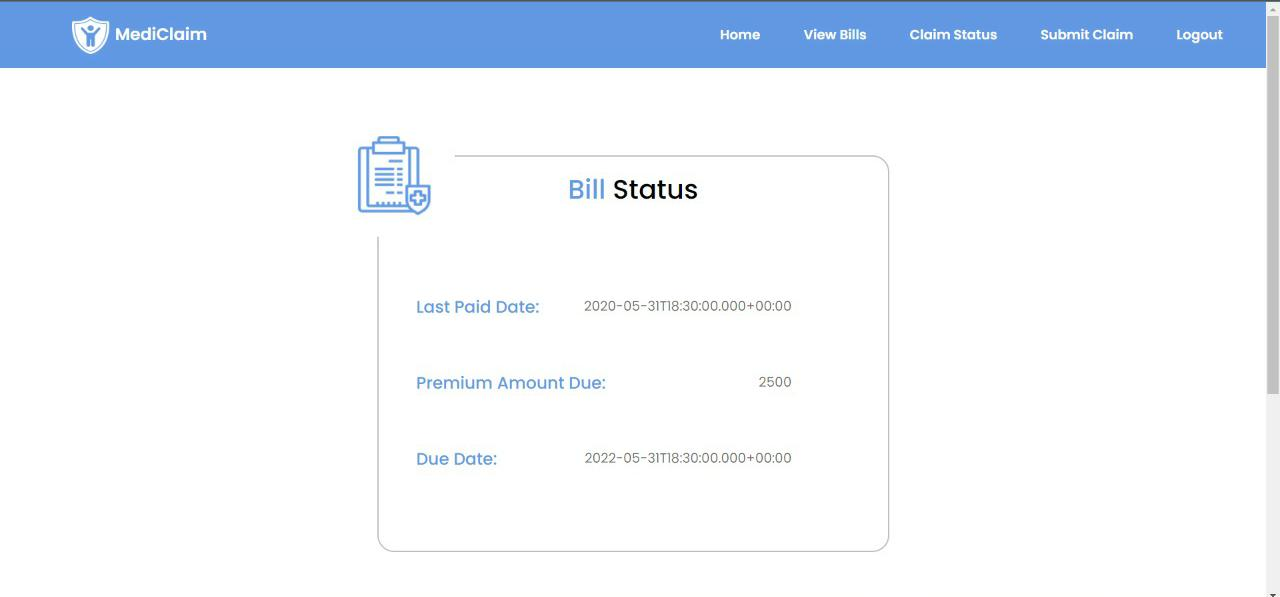 MediClaim Home View Bills Claim Status Submit Claim Logout
Bill Status
Last Paid Date: 2020-05-31T18:30:00.000+00:00
Premium Amount Due: 2500
Due Date: 2022-05-31T18:30:00.000+00:00